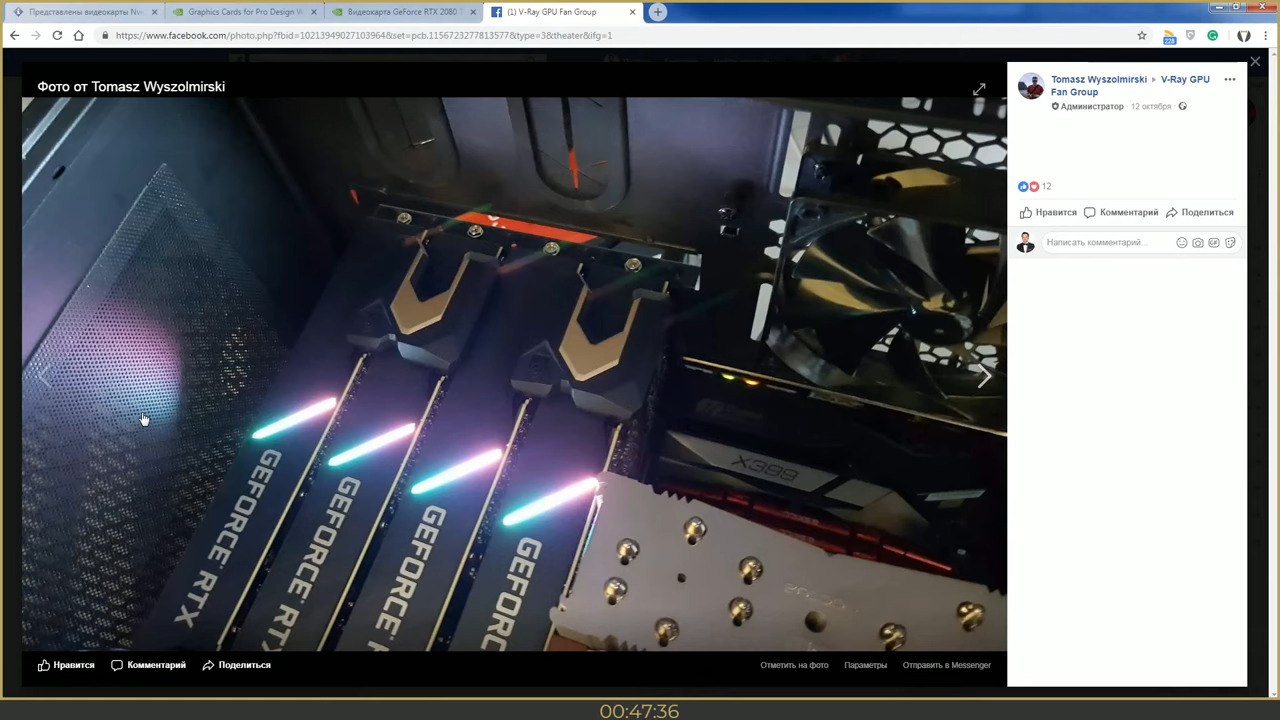 Представлены видеокарты Nvi
Graphics Cards for Pro Design W
Видеокарта GeForce RTX 2080 T
(1) V-Ray GPU Fan Group
https://www.facebook.com/photo.php?fbid=10213949027103964&set=pcb.1156723277813577&type=3&theater&ifg=1
228
Фото от Tomasz Wyszolmirski
Tomasz Wyszolmirski ▸ V-Ray GPU
Fan Group
Администратор · 12 октября ·
12
Нравится Комментарий Поделиться
Написать комментарий...
X399
GEFORCE RTX
GEFORCE RTX
GEFORCE R
GEFORC
Нравится Комментарий Поделиться
Отметить на фото Параметры Отправить в Messenger
00:47:36